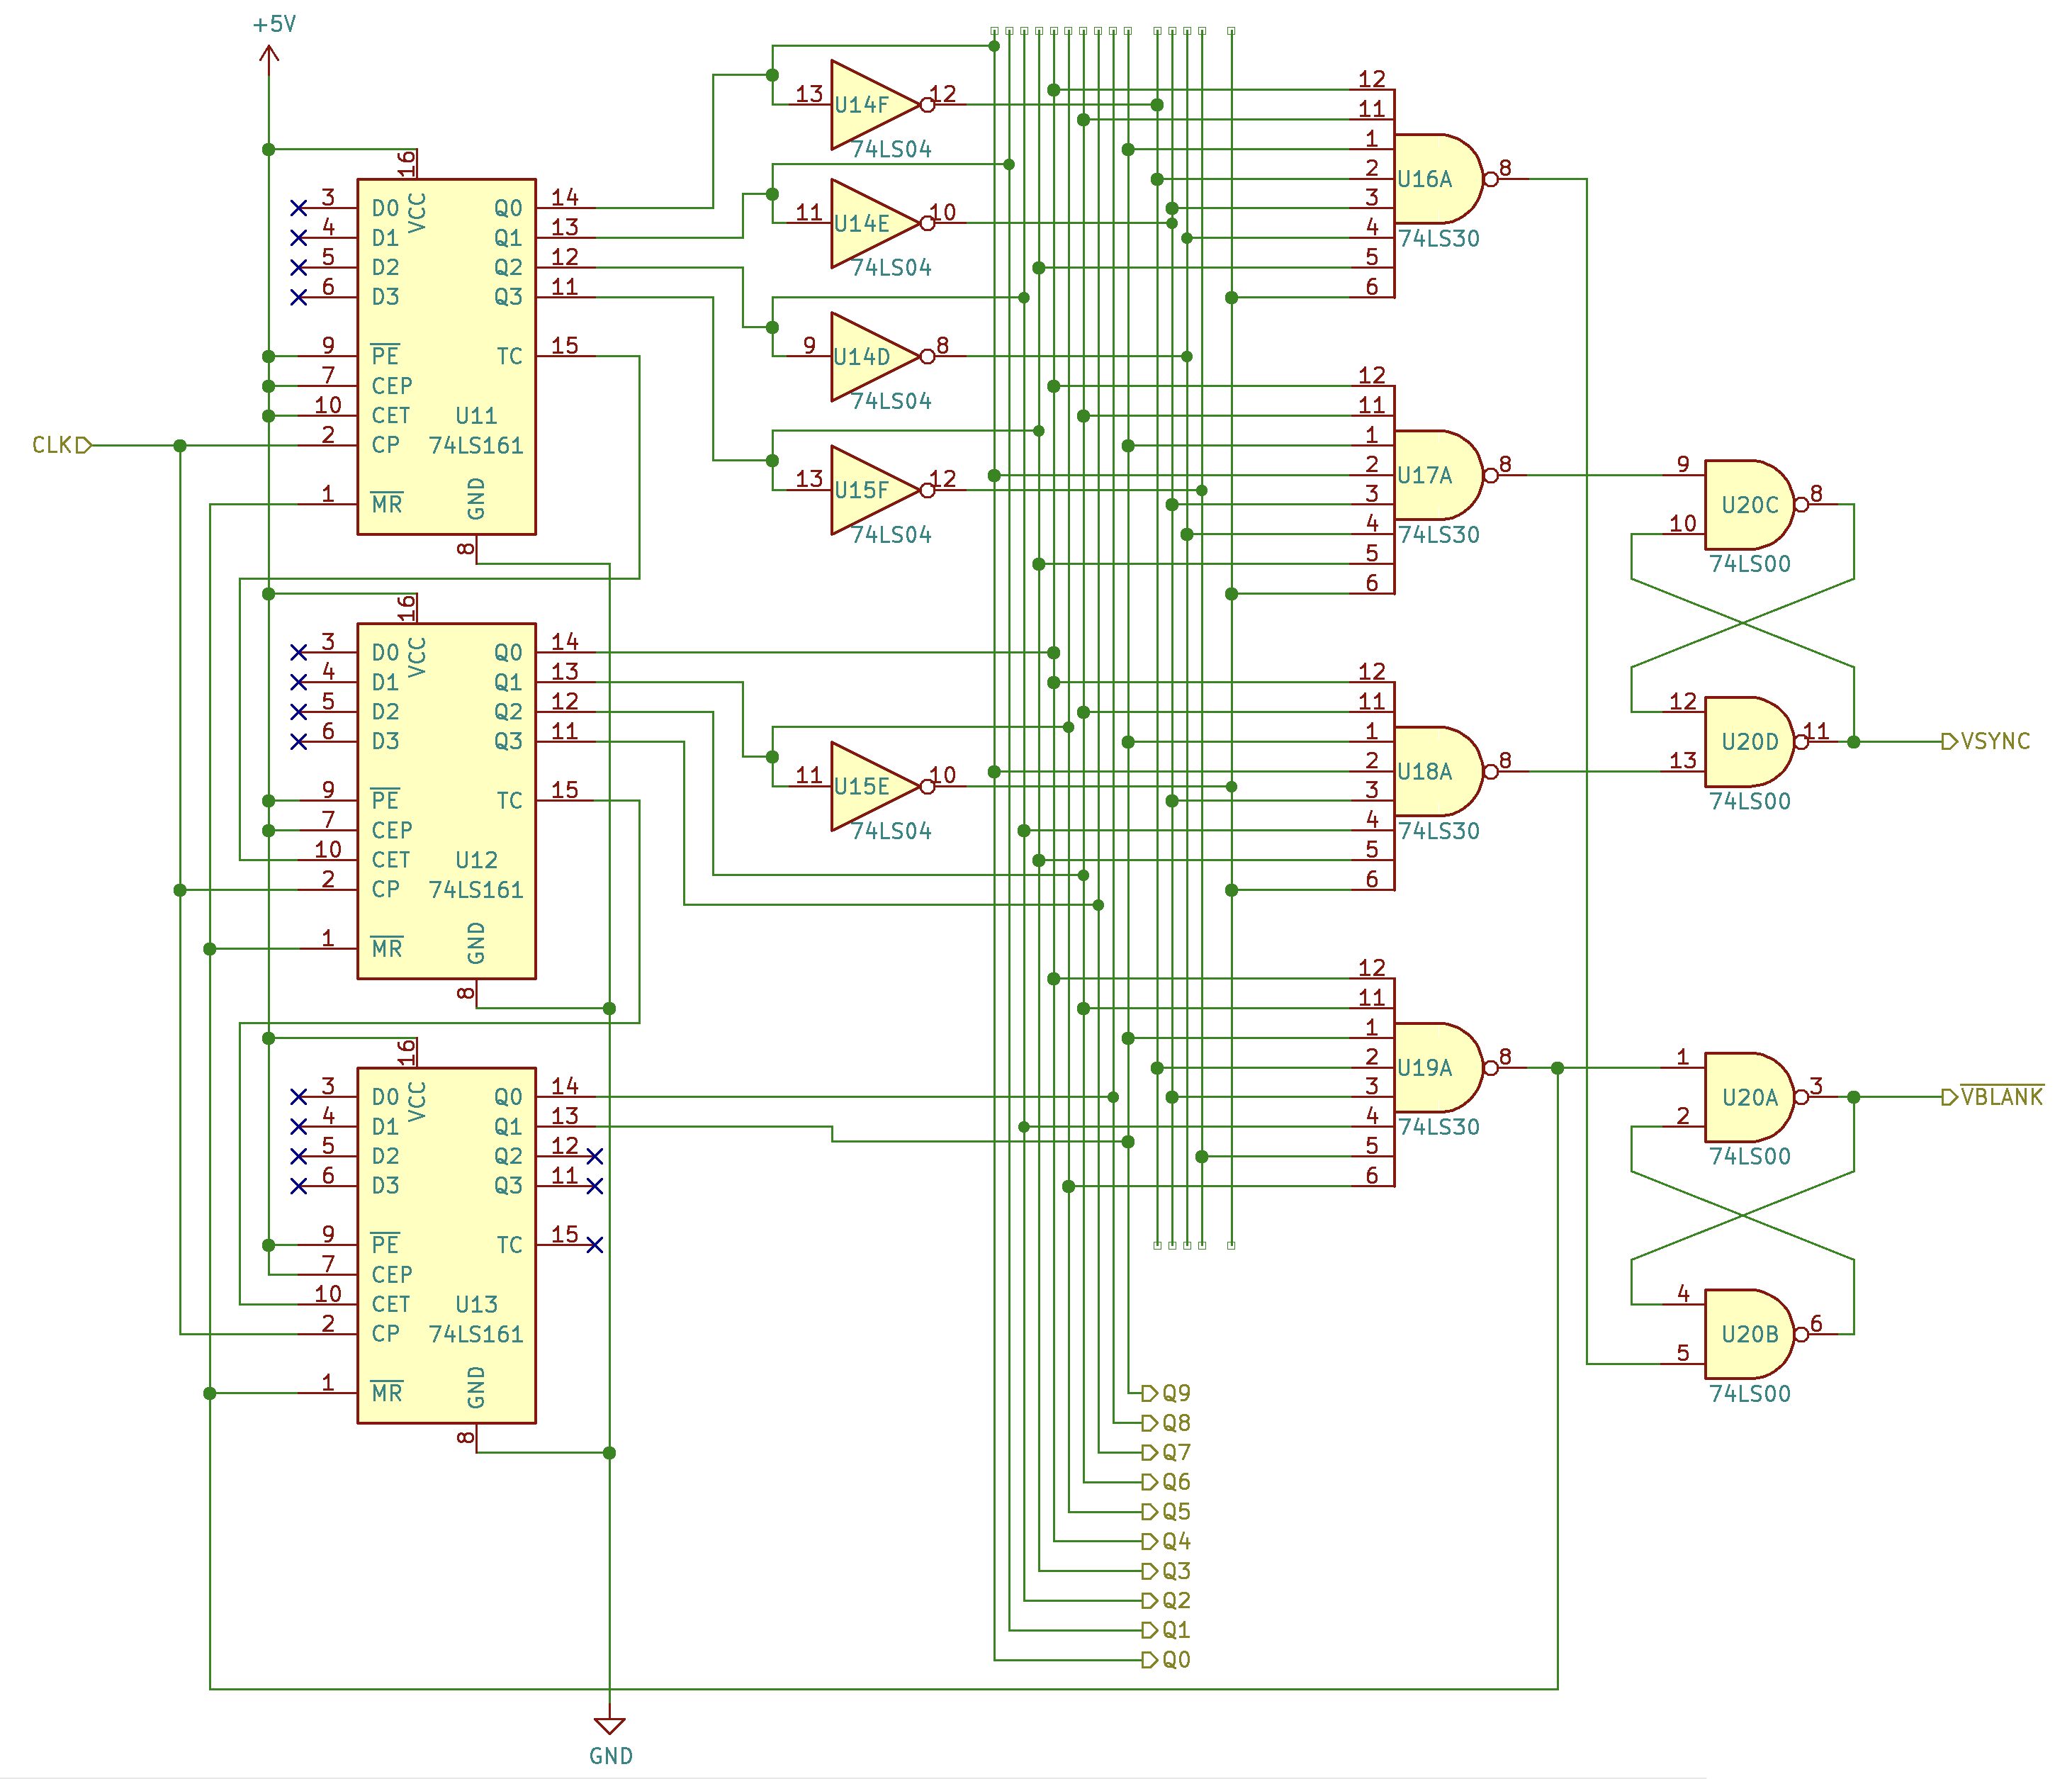 +5V
12
13 U14F 12
11
16
74LS04
1
3 D0 VCC Q0 14
2 U16A 8
4 D1 Q1 13
11 U14E 10
3
5 D2 Q2 12
74LS04
4 74LS30
6 D3 Q3 11
5
6
9 PE TC 15
9 U14D 8
7 CEP
74LS04
12
10 CET U11
11
CLK
2 CP 74LS161
1
13 U15F 12
2 U17A 8
9
1 MR GND
3
U20C 8
8
74LS04
4 74LS30
10
5
74LS00
16
6
3 D0 VCC Q0 14
4 D1 Q1 13
12
5 D2 Q2 12
11
12
6 D3 Q3 11
1
U20D 11 VSYNC
11 U15E 10
2 U18A 8
13
9 PE TC 15
3
74LS00
7 CEP
74LS04
4 74LS30
10 CET U12
5
2 CP 74LS161
6
1 MR GND
8
12
11
16
1
3 D0 VCC Q0 14
2 U19A 8
1
4 D1 Q1 13
3
U20A 3 VBLANK
5 D2 Q2 12
4 74LS30
2
6 D3 Q3 11
5
74LS00
6
9 PE TC 15
7 CEP
10 CET U13
4
2 CP 74LS161
U20B 6
5
1 MR GND
Q9
74LS00
8
Q8
Q7
Q6
Q5
Q4
Q3
Q2
Q1
Q0
GND